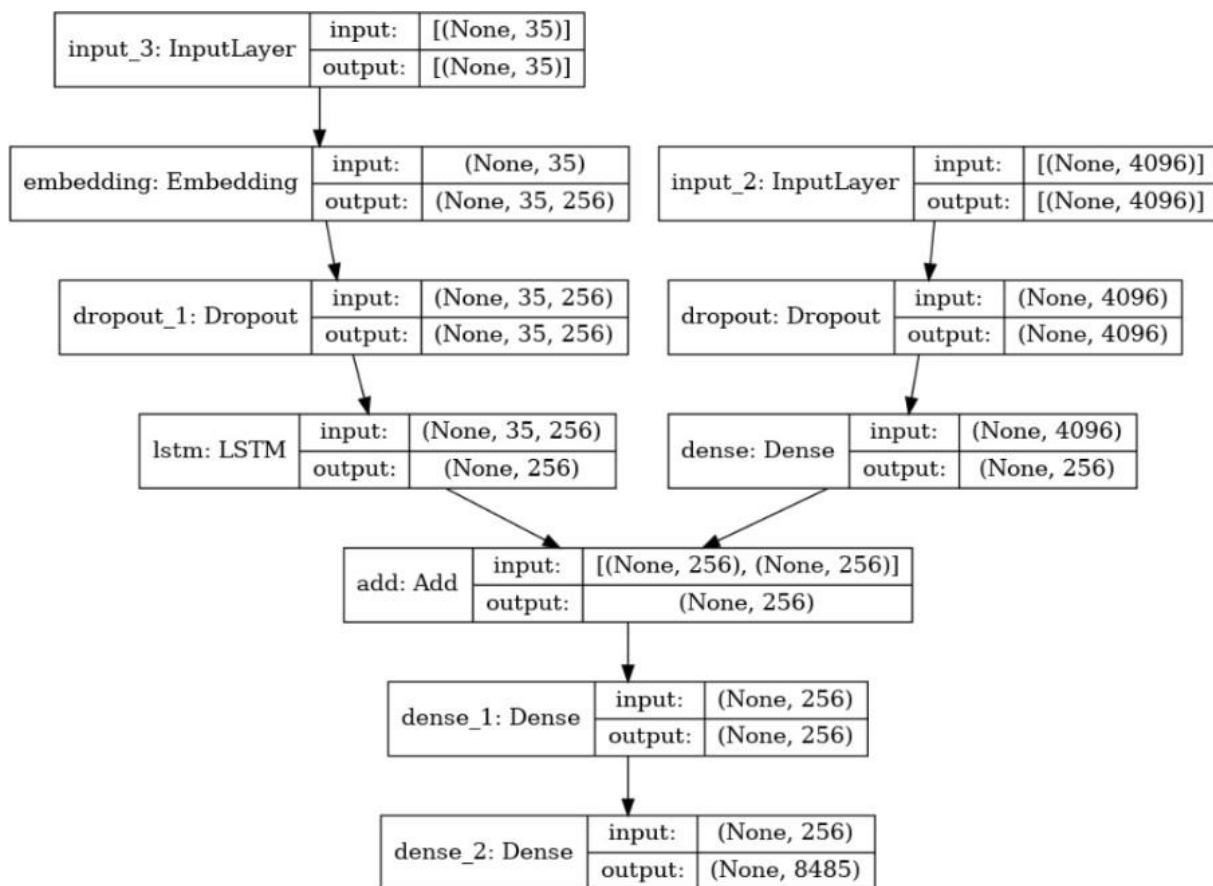 input_3: InputLayer
input:
[(None, 35)]
output:
[(None, 35)]
embedding: Embedding
input:
(None, 35)
output:
(None, 35, 256)
input_2: InputLayer
input:
[(None, 4096)]
output:
[(None, 4096)]
dropout_1: Dropout
input:
(None, 35, 256)
output:
(None, 35, 256)
dropout: Dropout
input:
(None, 4096)
output:
(None, 4096)
lstm: LSTM
input:
(None, 35, 256)
output:
(None, 256)
dense: Dense
input:
(None, 4096)
output:
(None, 256)
add: Add
input:
[(None, 256), (None, 256)]
output:
(None, 256)
dense_1: Dense
input:
(None, 256)
output:
(None, 256)
dense_2: Dense
input:
(None, 256)
output:
(None, 8485)